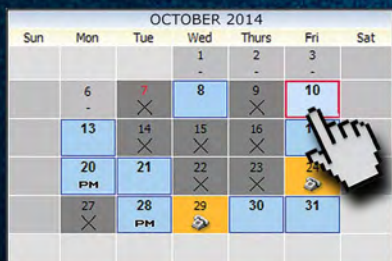 OCTOBER 2014
Sun Mon Tue Wed Thurs Fri Sat
1 2 3
- - -
6 7 8 9 10
-
13 14 15 16
20 21 22 23 24
PM
27 28 29 30 31
PM